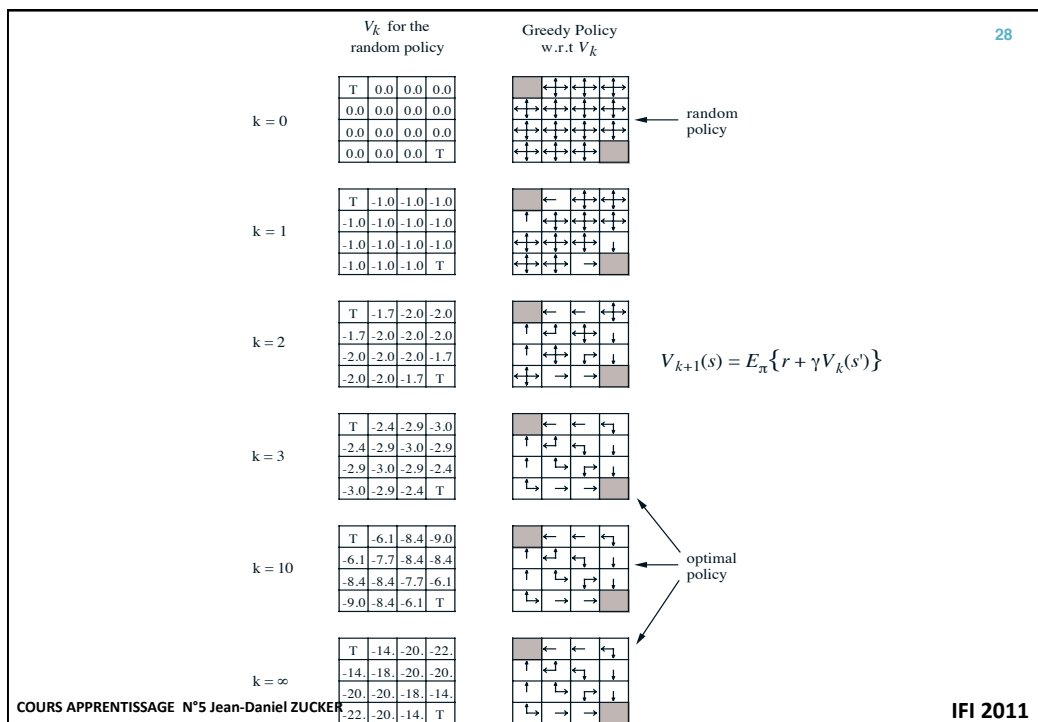 V_k for the random policy
Greedy Policy w.r.t V_k
28
k = 0
T 0.0 0.0 0.0
0.0 0.0 0.0 0.0
0.0 0.0 0.0 0.0
0.0 0.0 0.0 T
random policy
k = 1
T -1.0 -1.0 -1.0
-1.0 -1.0 -1.0 -1.0
-1.0 -1.0 -1.0 -1.0
-1.0 -1.0 -1.0 T
k = 2
T -1.7 -2.0 -2.0
-1.7 -2.0 -2.0 -2.0
-2.0 -2.0 -2.0 -1.7
-2.0 -2.0 -1.7 T
V_{k+1}(s) = E_π{r + γV_k(s')}
k = 3
T -2.4 -2.9 -3.0
-2.4 -2.9 -3.0 -2.9
-2.9 -3.0 -2.9 -2.4
-3.0 -2.9 -2.4 T
k = 10
T -6.1 -8.4 -9.0
-6.1 -7.7 -8.4 -8.4
-8.4 -8.4 -7.7 -6.1
-9.0 -8.4 -6.1 T
optimal policy
k = ∞
T -14. -20. -22.
-14. -18. -20. -20.
-20. -20. -18. -14.
-22. -20. -14. T
COURS APPRENTISSAGE N°5 Jean-Daniel ZUCKER
IFI 2011